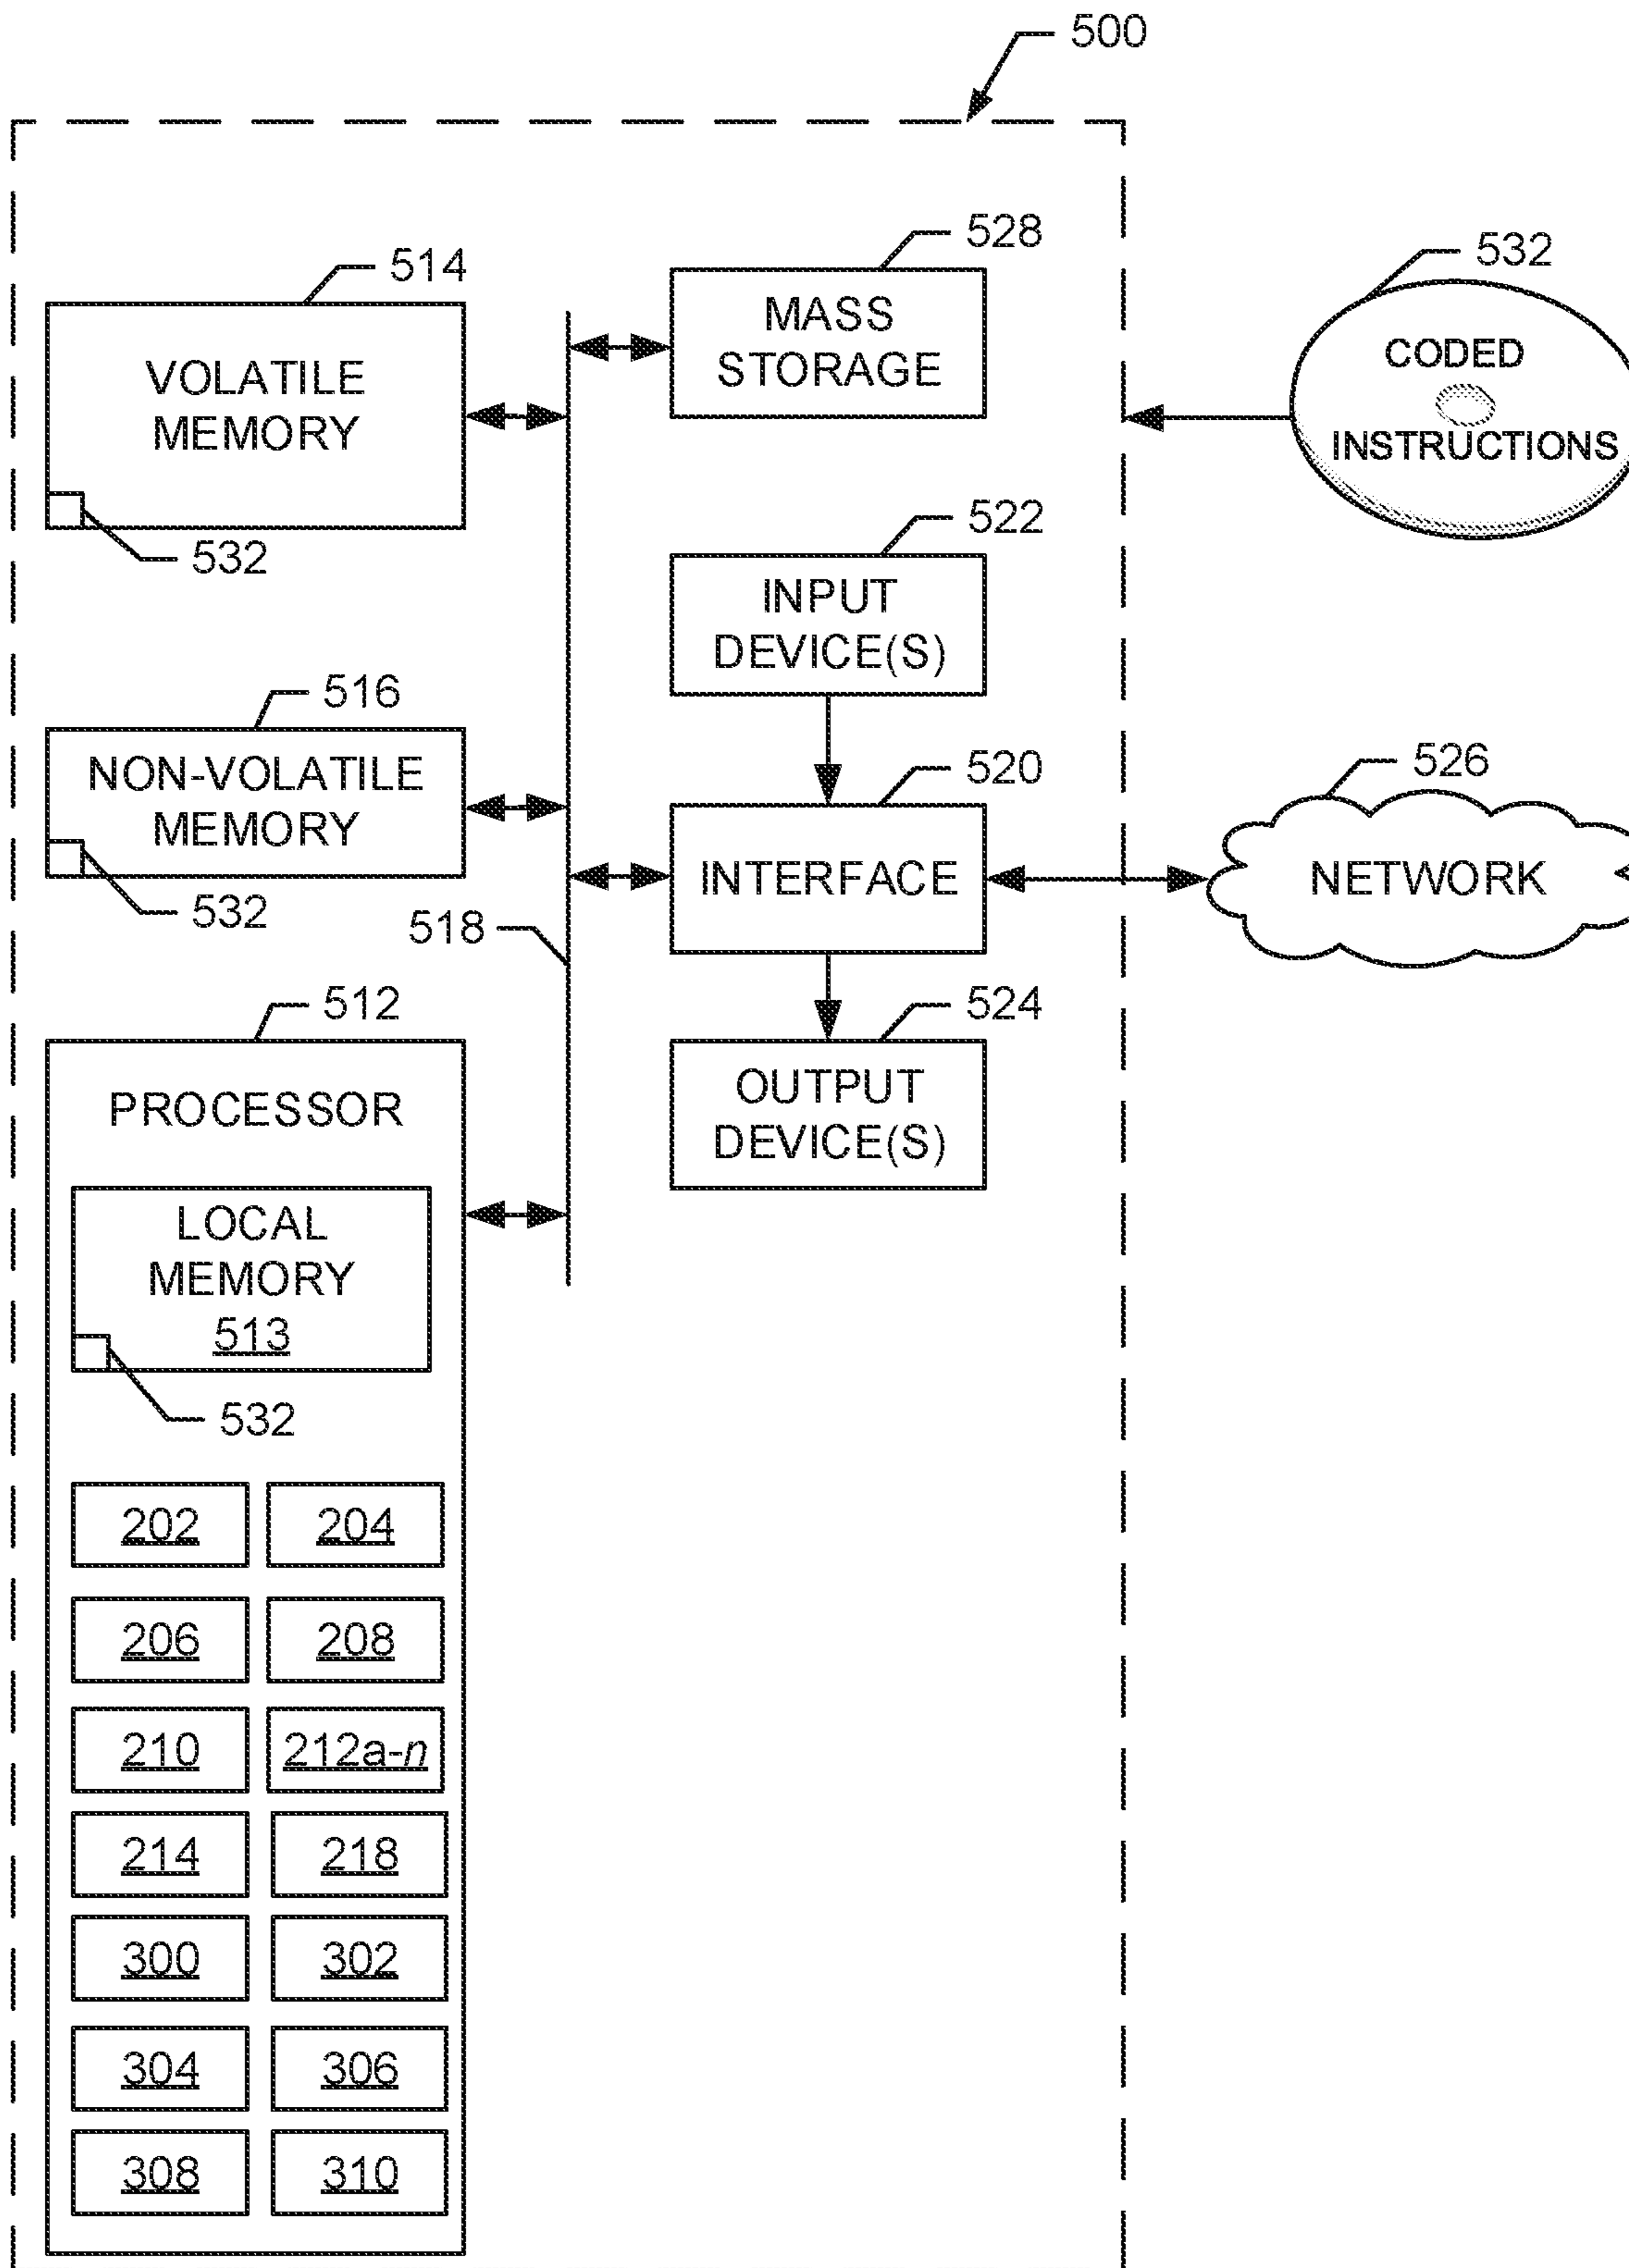 500
514
VOLATILE
MEMORY
532
528
MASS
STORAGE
532
CODED
INSTRUCTIONS
522
INPUT
DEVICE(S)
516
NON-VOLATILE
MEMORY
532
518
520
INTERFACE
526
NETWORK
524
OUTPUT
DEVICE(S)
512
PROCESSOR
LOCAL
MEMORY
513
532
202 204
206 208
210 212a-n
214 218
300 302
304 306
308 310